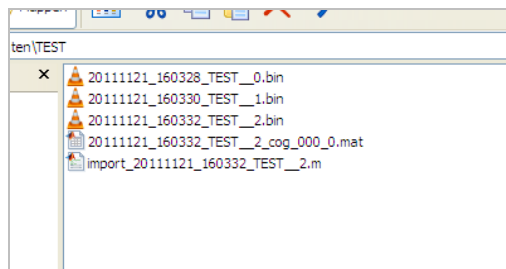 ten\TEST
20111121_160328_TEST__0.bin
20111121_160330_TEST__1.bin
20111121_160332_TEST__2.bin
20111121_160332_TEST__2_cog_000_0.mat
import_20111121_160332_TEST__2.m